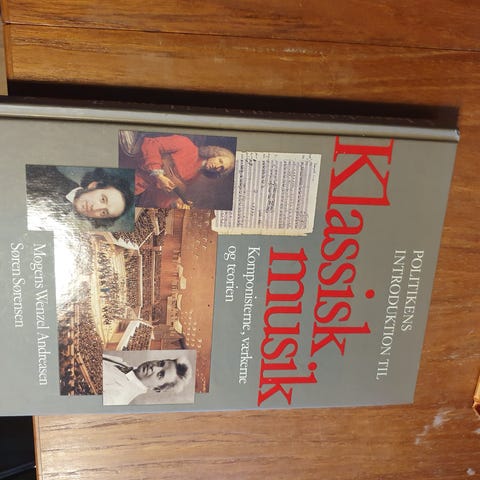 POLITIKENS
INTRODUKTION TIL
Klassisk
musik
Komponisterne, værkerne
og teorien
Mogens Wenzel Andreasen
Søren Sørensen